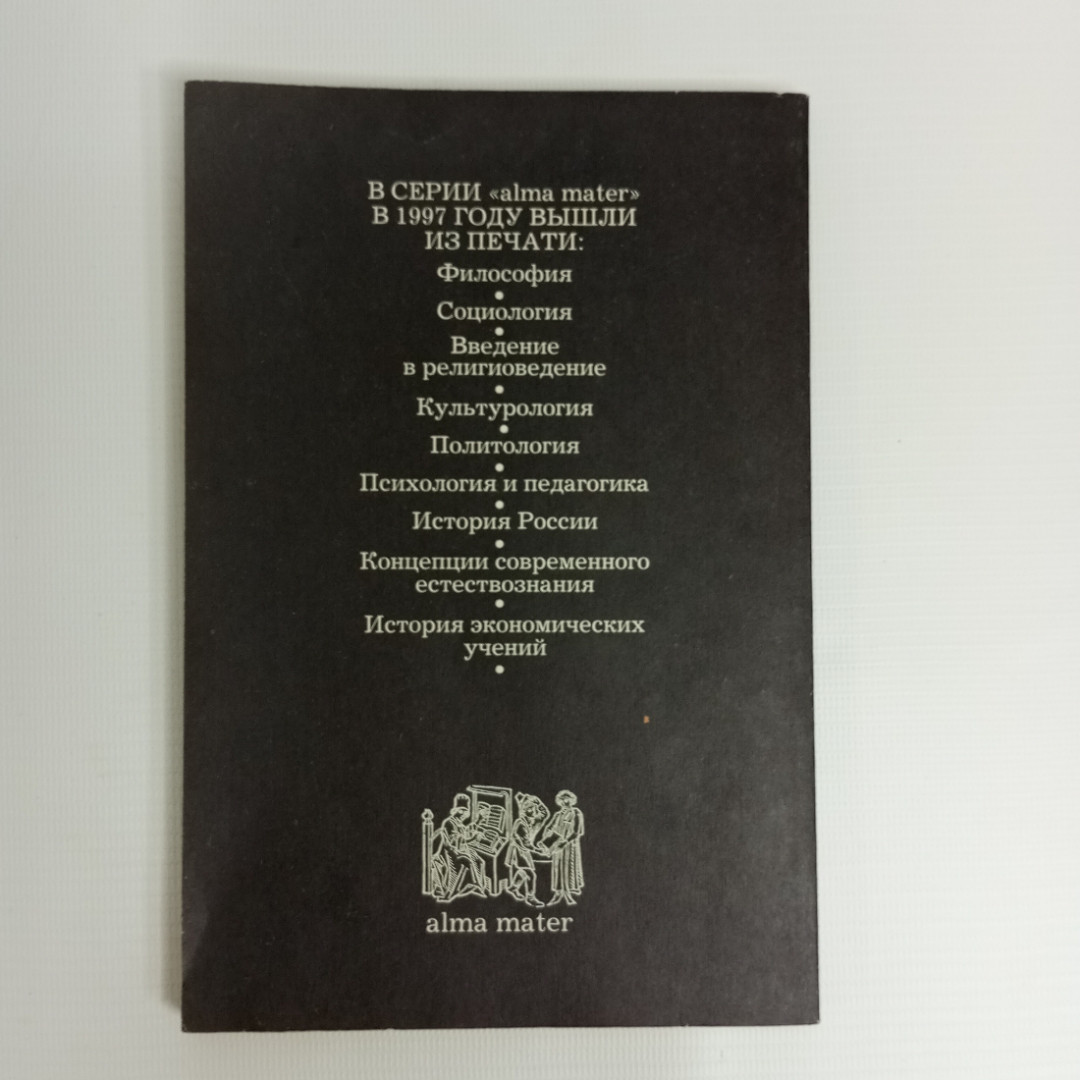 В СЕРИИ «alma mater»
В 1997 ГОДУ ВЫШЛИ
ИЗ ПЕЧАТИ:
Философия
•
Социология
•
Введение
в религиоведение
•
Культурология
•
Политология
•
Психология и педагогика
•
История России
•
Концепции современного
естествознания
•
История экономических
учений
•
alma mater